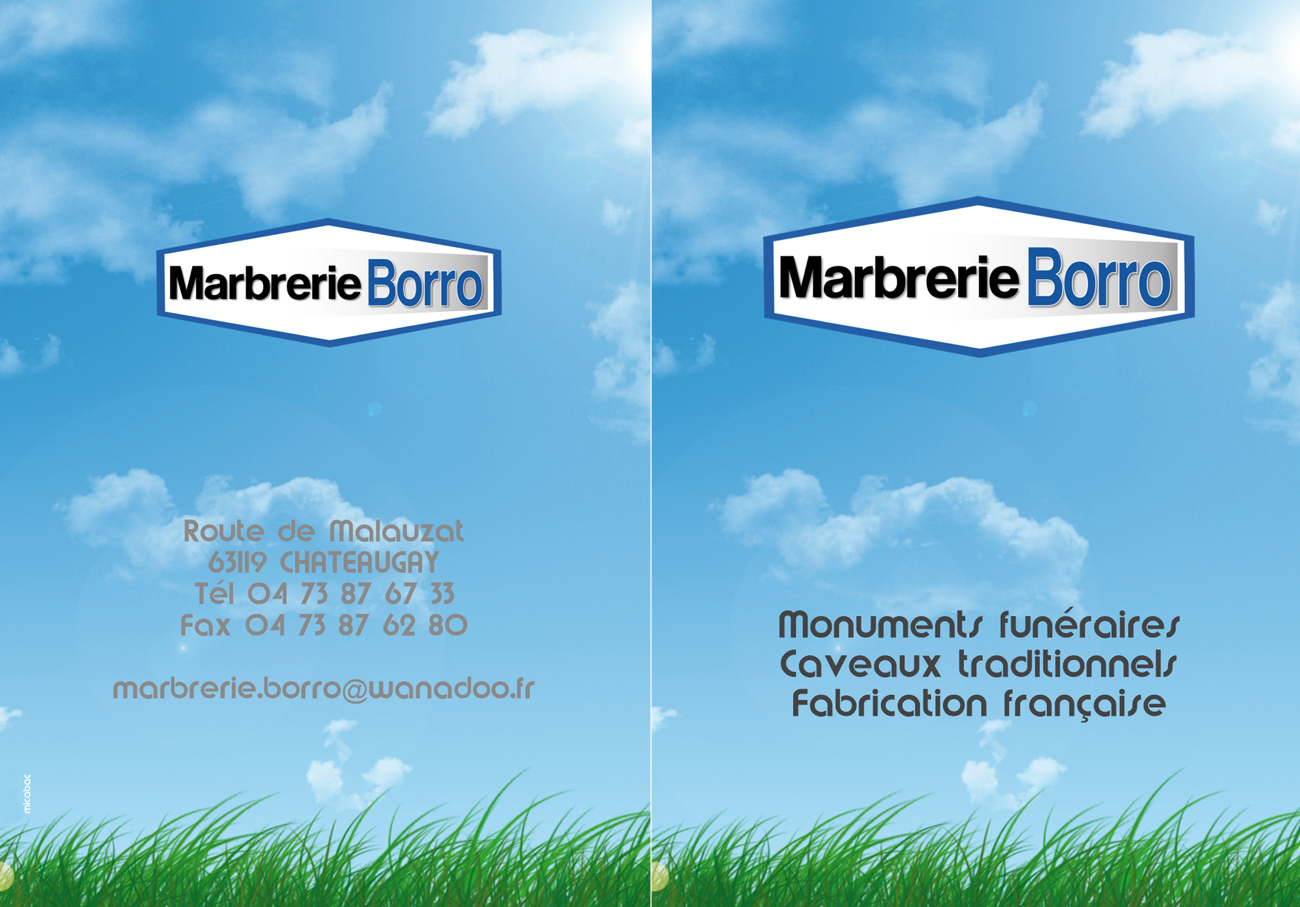 Marbrerie Borro
Route de Malauzat
63119 CHATEAUGAY
Tél 04 73 87 67 33
Fax 04 73 87 62 80
marbrerie.borro@wanadoo.fr
micobac
Marbrerie Borro
Monuments funéraires
Caveaux traditionnels
Fabrication française